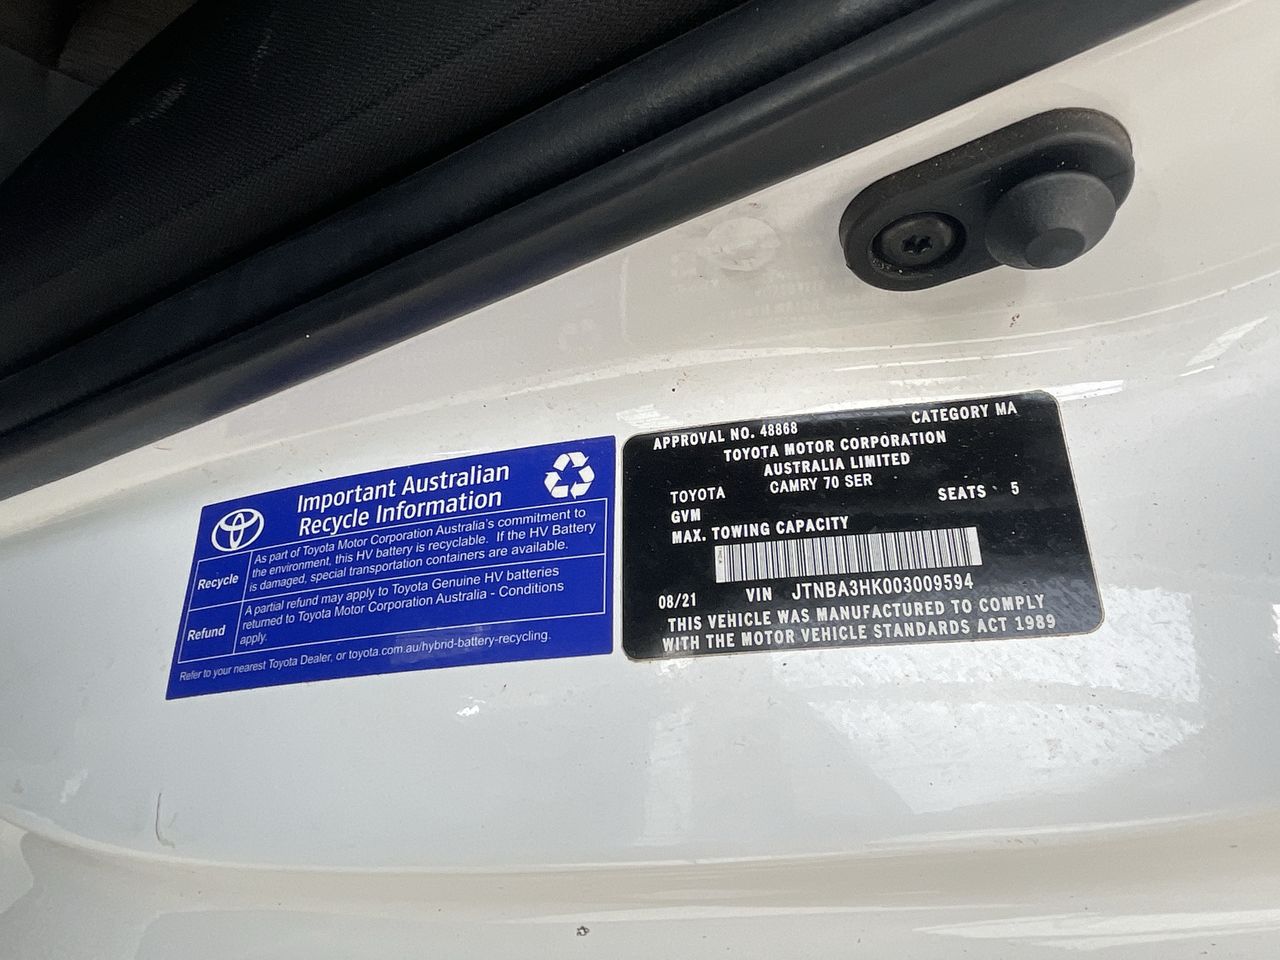 Important Australian
Recycle Information
Recycle
As part of Toyota Motor Corporation Australia's commitment to
the environment, this HV battery is recyclable. If the HV Battery
is damaged, special transportation containers are available.
Refund
A partial refund may apply to Toyota Genuine HV batteries
returned to Toyota Motor Corporation Australia - Conditions
apply.
Refer to your nearest Toyota Dealer, or toyota.com.au/hybrid-battery-recycling.
APPROVAL NO. 48868 CATEGORY MA
TOYOTA MOTOR CORPORATION
AUSTRALIA LIMITED
TOYOTA CAMRY 70 SER
GVM SEATS 5
MAX. TOWING CAPACITY
08/21 VIN JTNBA3HK003009594
THIS VEHICLE WAS MANUFACTURED TO COMPLY
WITH THE MOTOR VEHICLE STANDARDS ACT 1989